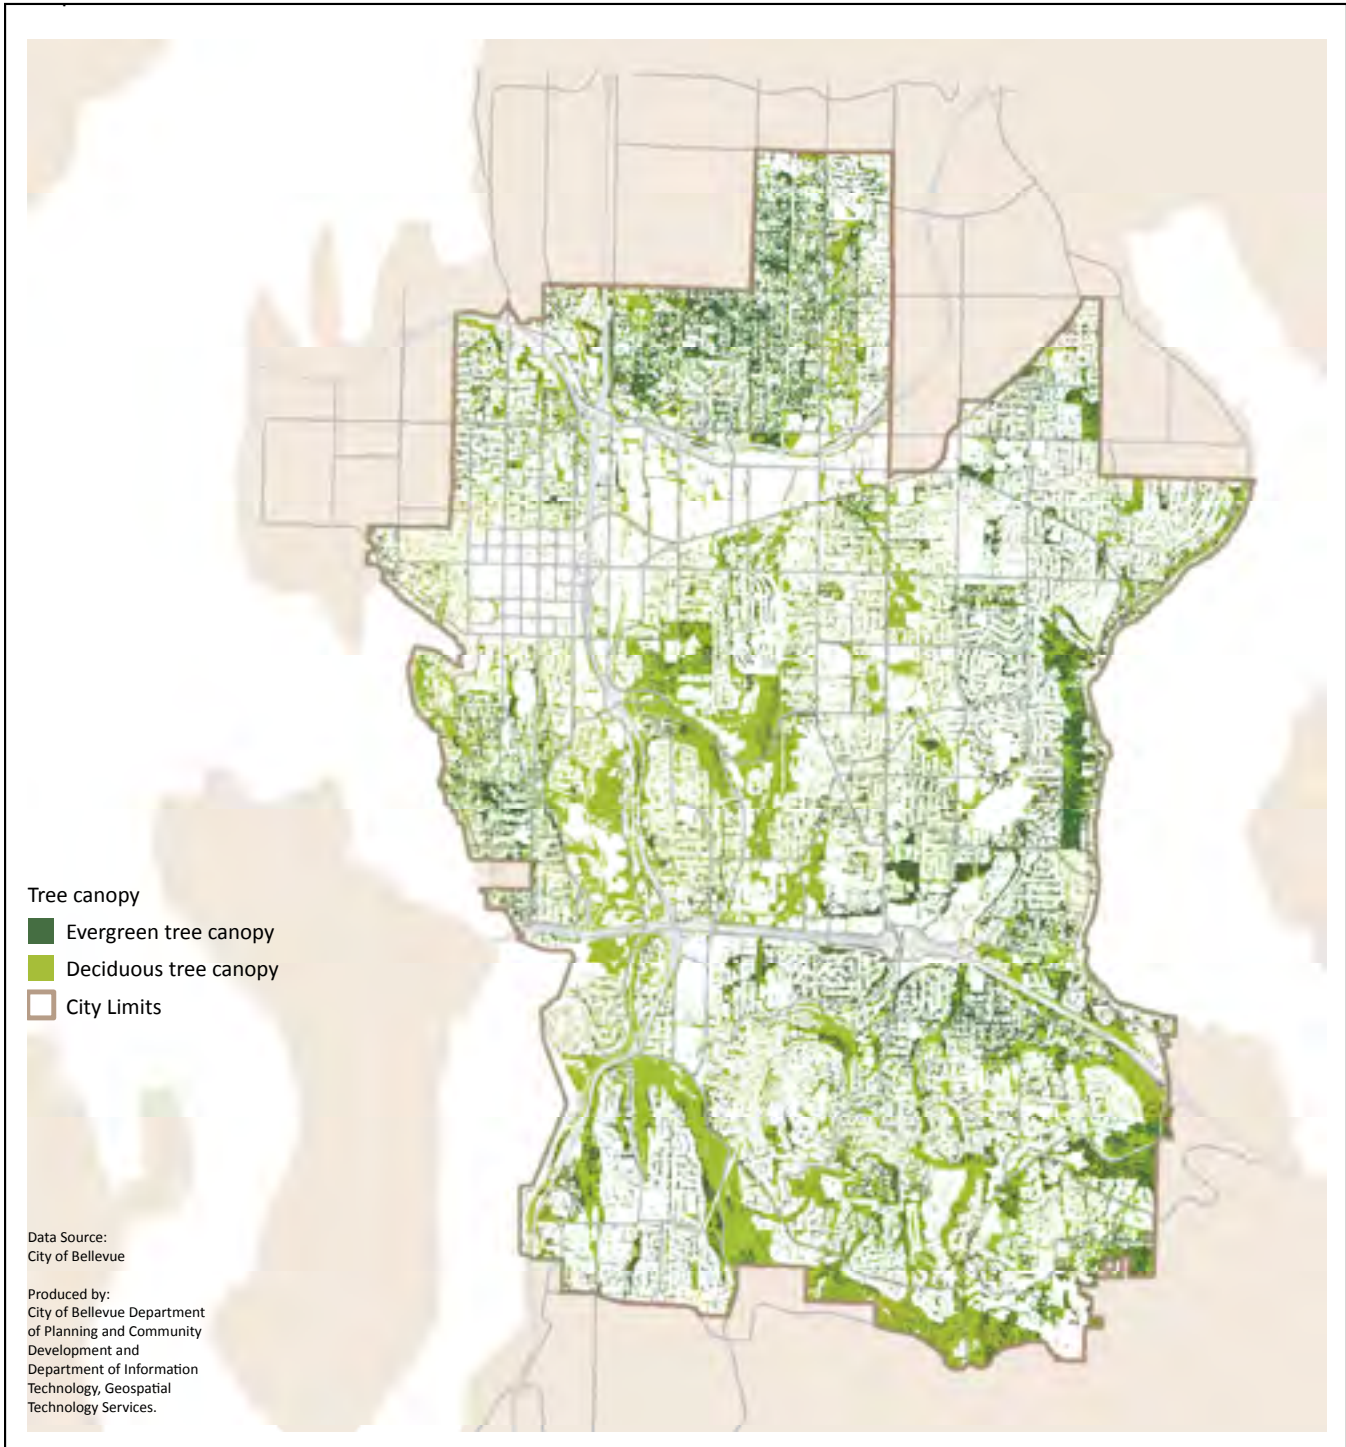 Tree canopy
Evergreen tree canopy
Deciduous tree canopy
City Limits
Data Source:
City of Bellevue
Produced by:
City of Bellevue Department
of Planning and Community
Development and
Department of Information
Technology, Geospatial
Technology Services.